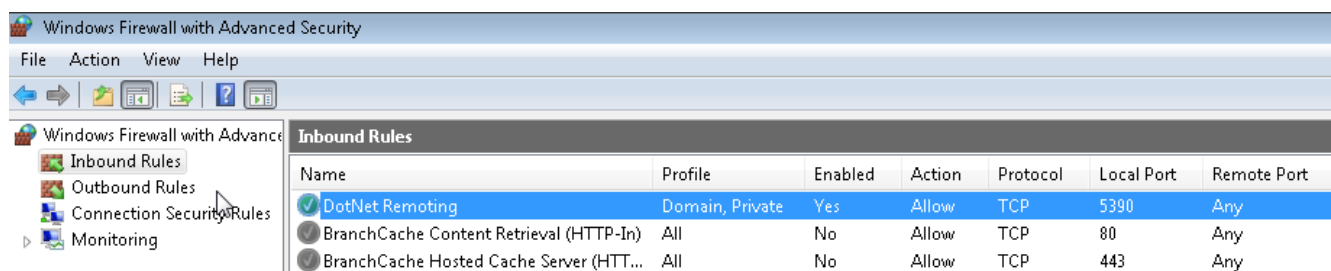 Windows Firewall with Advanced Security
File Action View Help
Windows Firewall with Advance
Inbound Rules
Outbound Rules
Connection Security Rules
Monitoring
Inbound Rules
Name Profile Enabled Action Protocol Local Port Remote Port
DotNet Remoting Domain, Private Yes Allow TCP 5390 Any
BranchCache Content Retrieval (HTTP-In) All No Allow TCP 80 Any
BranchCache Hosted Cache Server (HTT... All No Allow TCP 443 Any